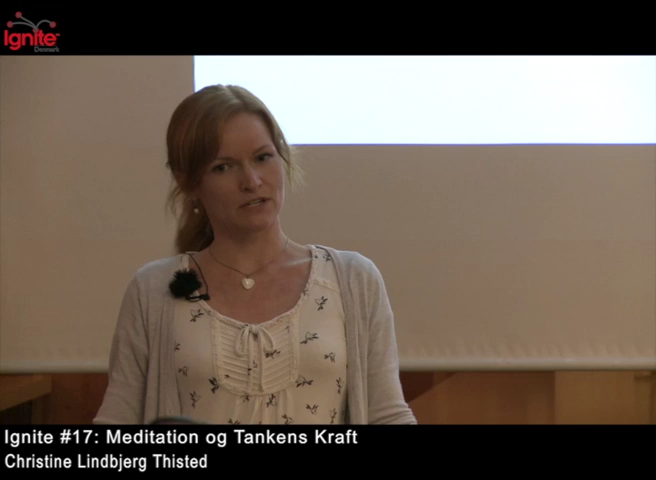 Ignite
Denmark
Ignite #17: Meditation og Tankens Kraft
Christine Lindbjerg Thisted